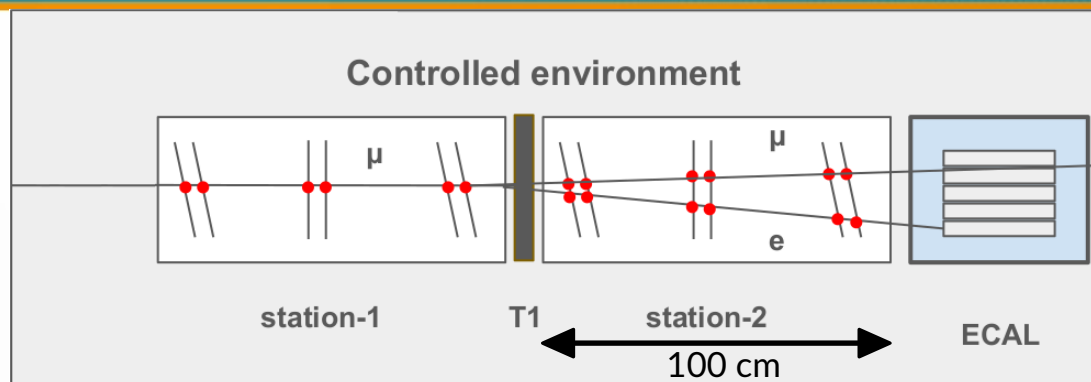 Controlled environment
μ
μ
e
station-1
T1
station-2
ECAL
100 cm